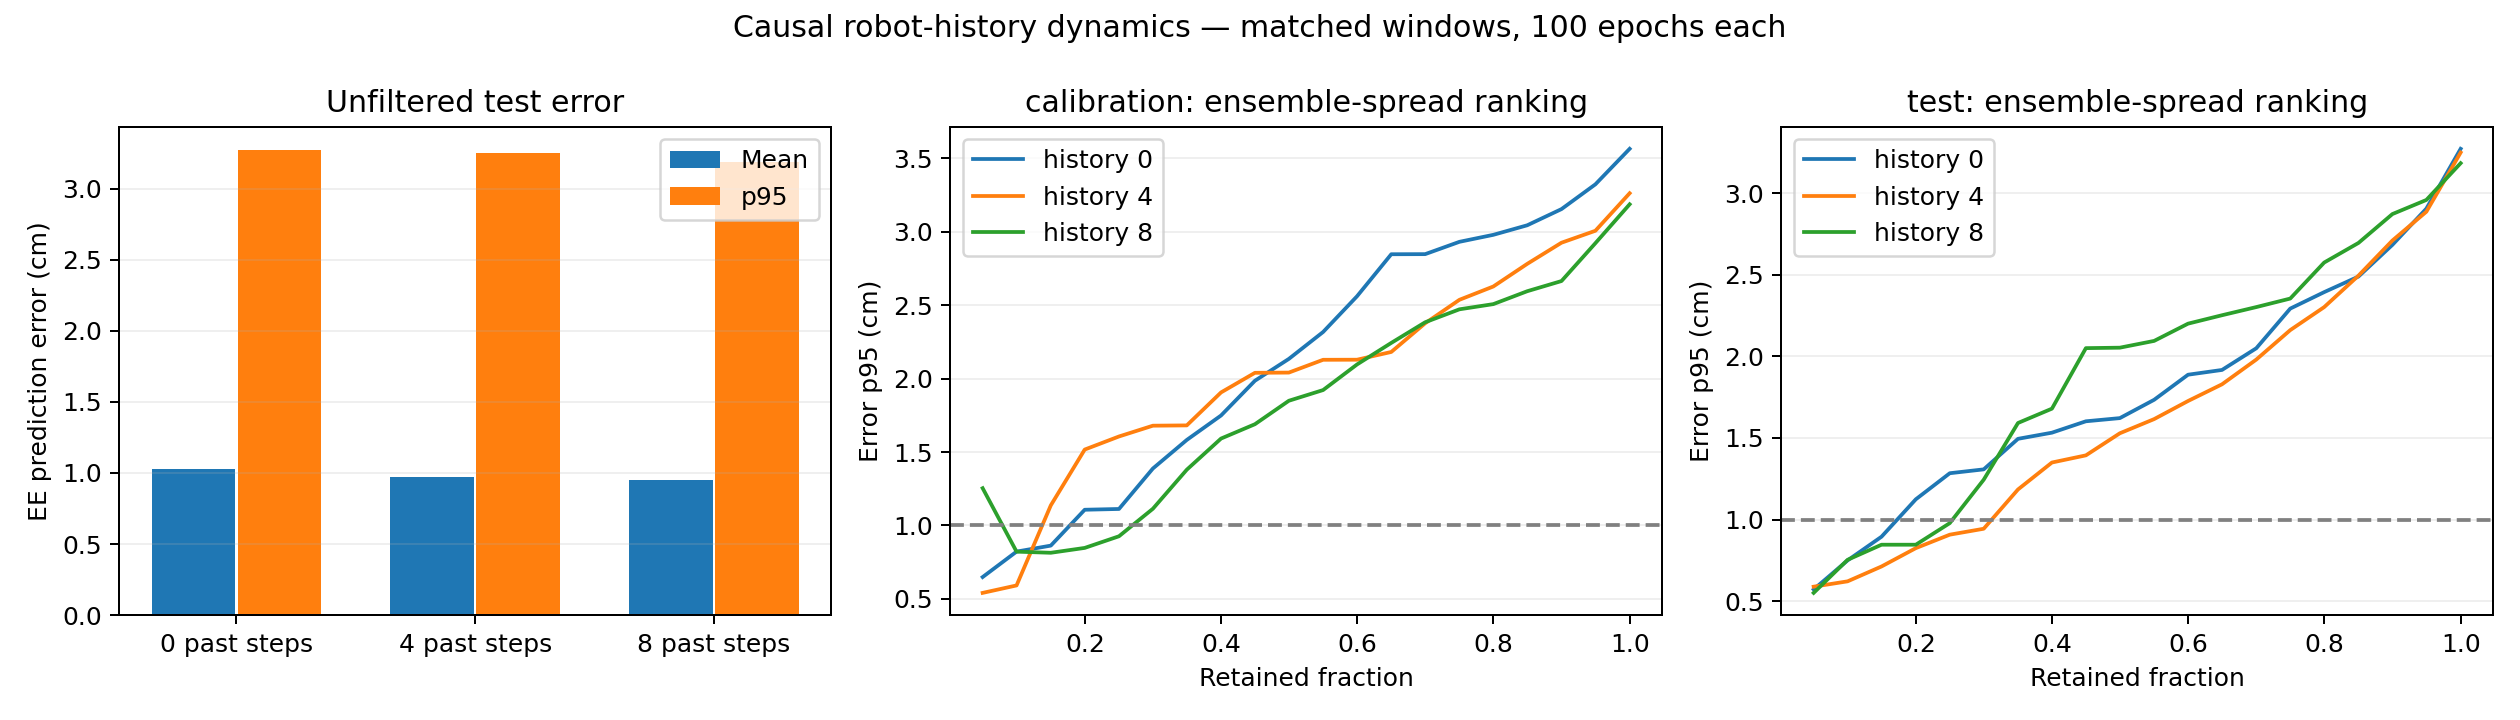 Causal robot-history dynamics — matched windows, 100 epochs each
Unfiltered test error
EE prediction error (cm)
3.0
2.5
2.0
1.5
1.0
0.5
0.0
Mean
p95
0 past steps
4 past steps
8 past steps
calibration: ensemble-spread ranking
Error p95 (cm)
3.5
3.0
2.5
2.0
1.5
1.0
0.5
history 0
history 4
history 8
0.2
0.4
0.6
0.8
1.0
Retained fraction
test: ensemble-spread ranking
Error p95 (cm)
3.0
2.5
2.0
1.5
1.0
0.5
history 0
history 4
history 8
0.2
0.4
0.6
0.8
1.0
Retained fraction